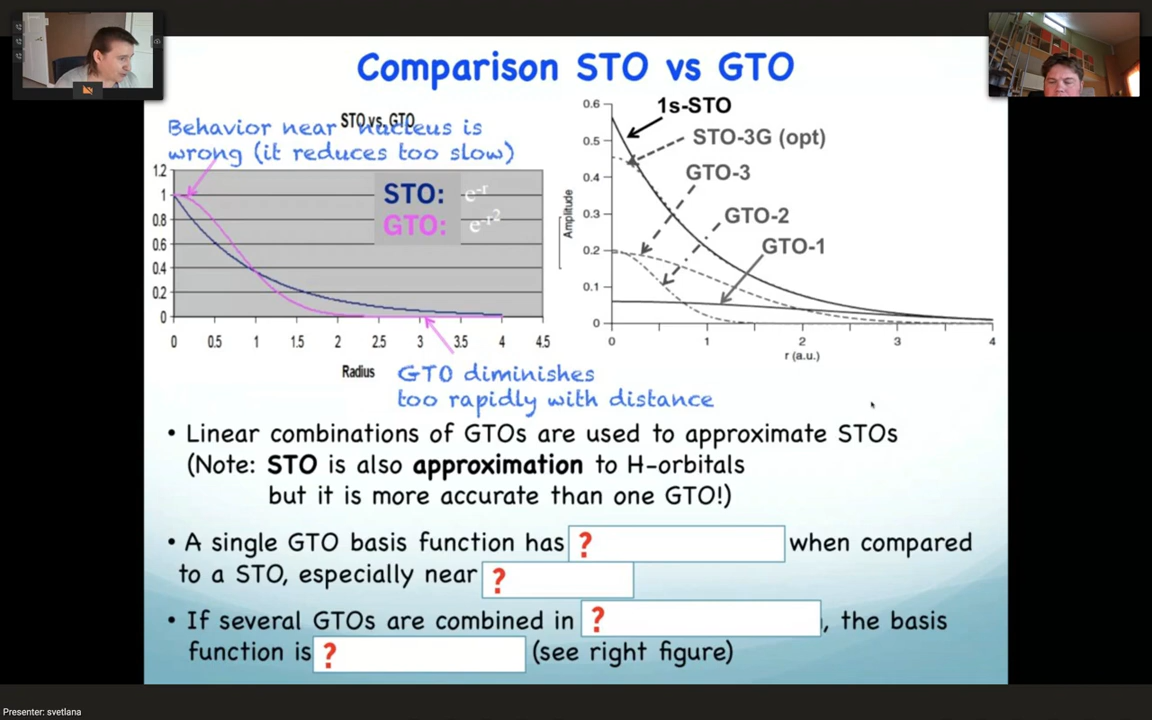 Comparison STO vs GTO
STO vs. GTO
Behavior near nucleus is
wrong (it reduces too slow)
1.2
1
0.8
0.6
0.4
0.2
0
0 0.5 1 1.5 2 2.5 3 3.5 4 4.5
Radius
STO: e-r
GTO: e-r2
GTO diminishes
too rapidly with distance
0.6
0.5
0.4
0.3
0.2
0.1
0
Amplitude
1s-STO
STO-3G (opt)
GTO-3
GTO-2
GTO-1
0 1 2 3 4
r (a.u.)
• Linear combinations of GTOs are used to approximate STOs
(Note: STO is also approximation to H-orbitals
but it is more accurate than one GTO!)
• A single GTO basis function has ? when compared
to a STO, especially near ?
• If several GTOs are combined in ? , the basis
function is ? (see right figure)
Presenter: svetlana